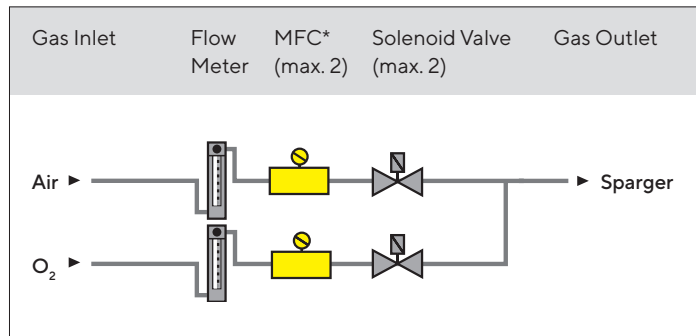 Gas Inlet Flow Meter MFC* (max. 2) Solenoid Valve (max. 2) Gas Outlet
Air ► ► Sparger
O₂ ►